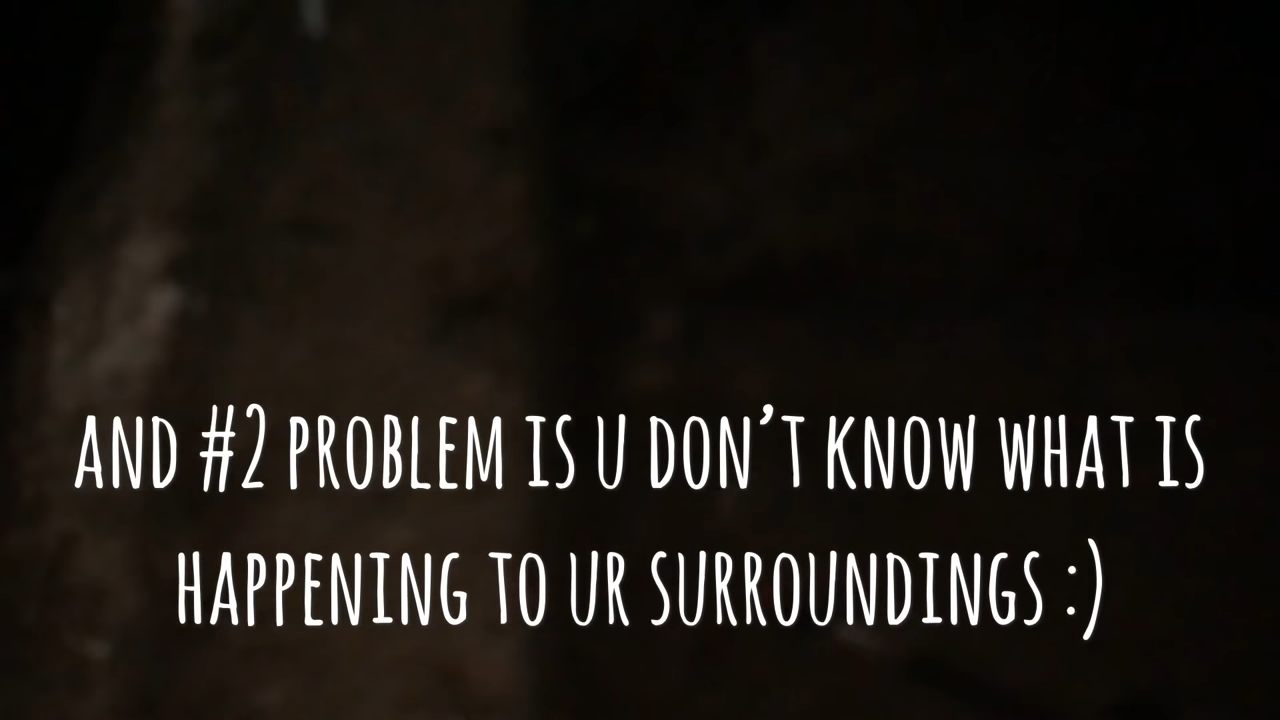 AND #2 PROBLEM IS U DON’T KNOW WHAT IS
HAPPENING TO UR SURROUNDINGS :)